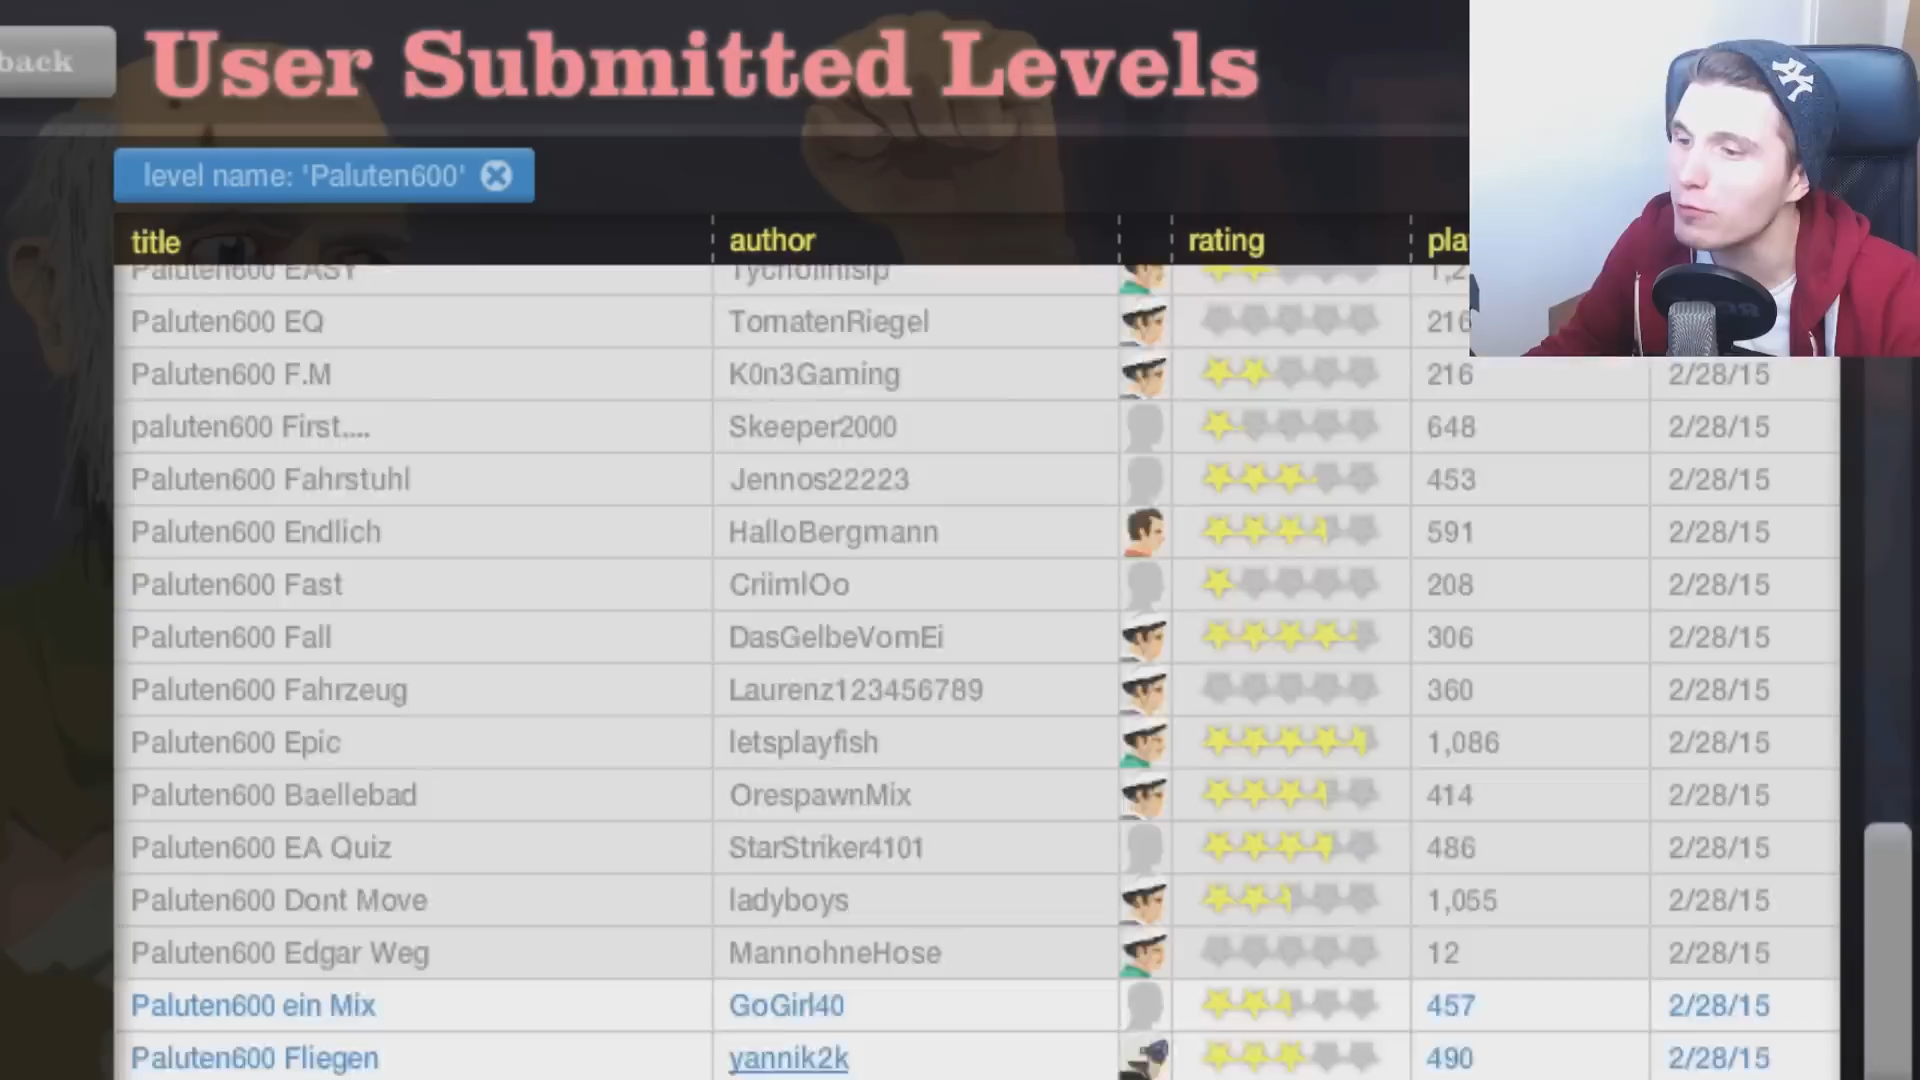 back
User Submitted Levels
level name: 'Paluten600'
title author rating pla
Paluten600 EASY 1,2
Paluten600 EQ TomatenRiegel 216
Paluten600 F.M K0n3Gaming 216 2/28/15
paluten600 First.... Skeeper2000 648 2/28/15
Paluten600 Fahrstuhl Jennos22223 453 2/28/15
Paluten600 Endlich HalloBergmann 591 2/28/15
Paluten600 Fast CriimlOo 208 2/28/15
Paluten600 Fall DasGelbeVomEi 306 2/28/15
Paluten600 Fahrzeug Laurenz123456789 360 2/28/15
Paluten600 Epic letsplayfish 1,086 2/28/15
Paluten600 Baellebad OrespawnMix 414 2/28/15
Paluten600 EA Quiz StarStriker4101 486 2/28/15
Paluten600 Dont Move ladyboys 1,055 2/28/15
Paluten600 Edgar Weg MannohneHose 12 2/28/15
Paluten600 ein Mix GoGirl40 457 2/28/15
Paluten600 Fliegen yannik2k 490 2/28/15